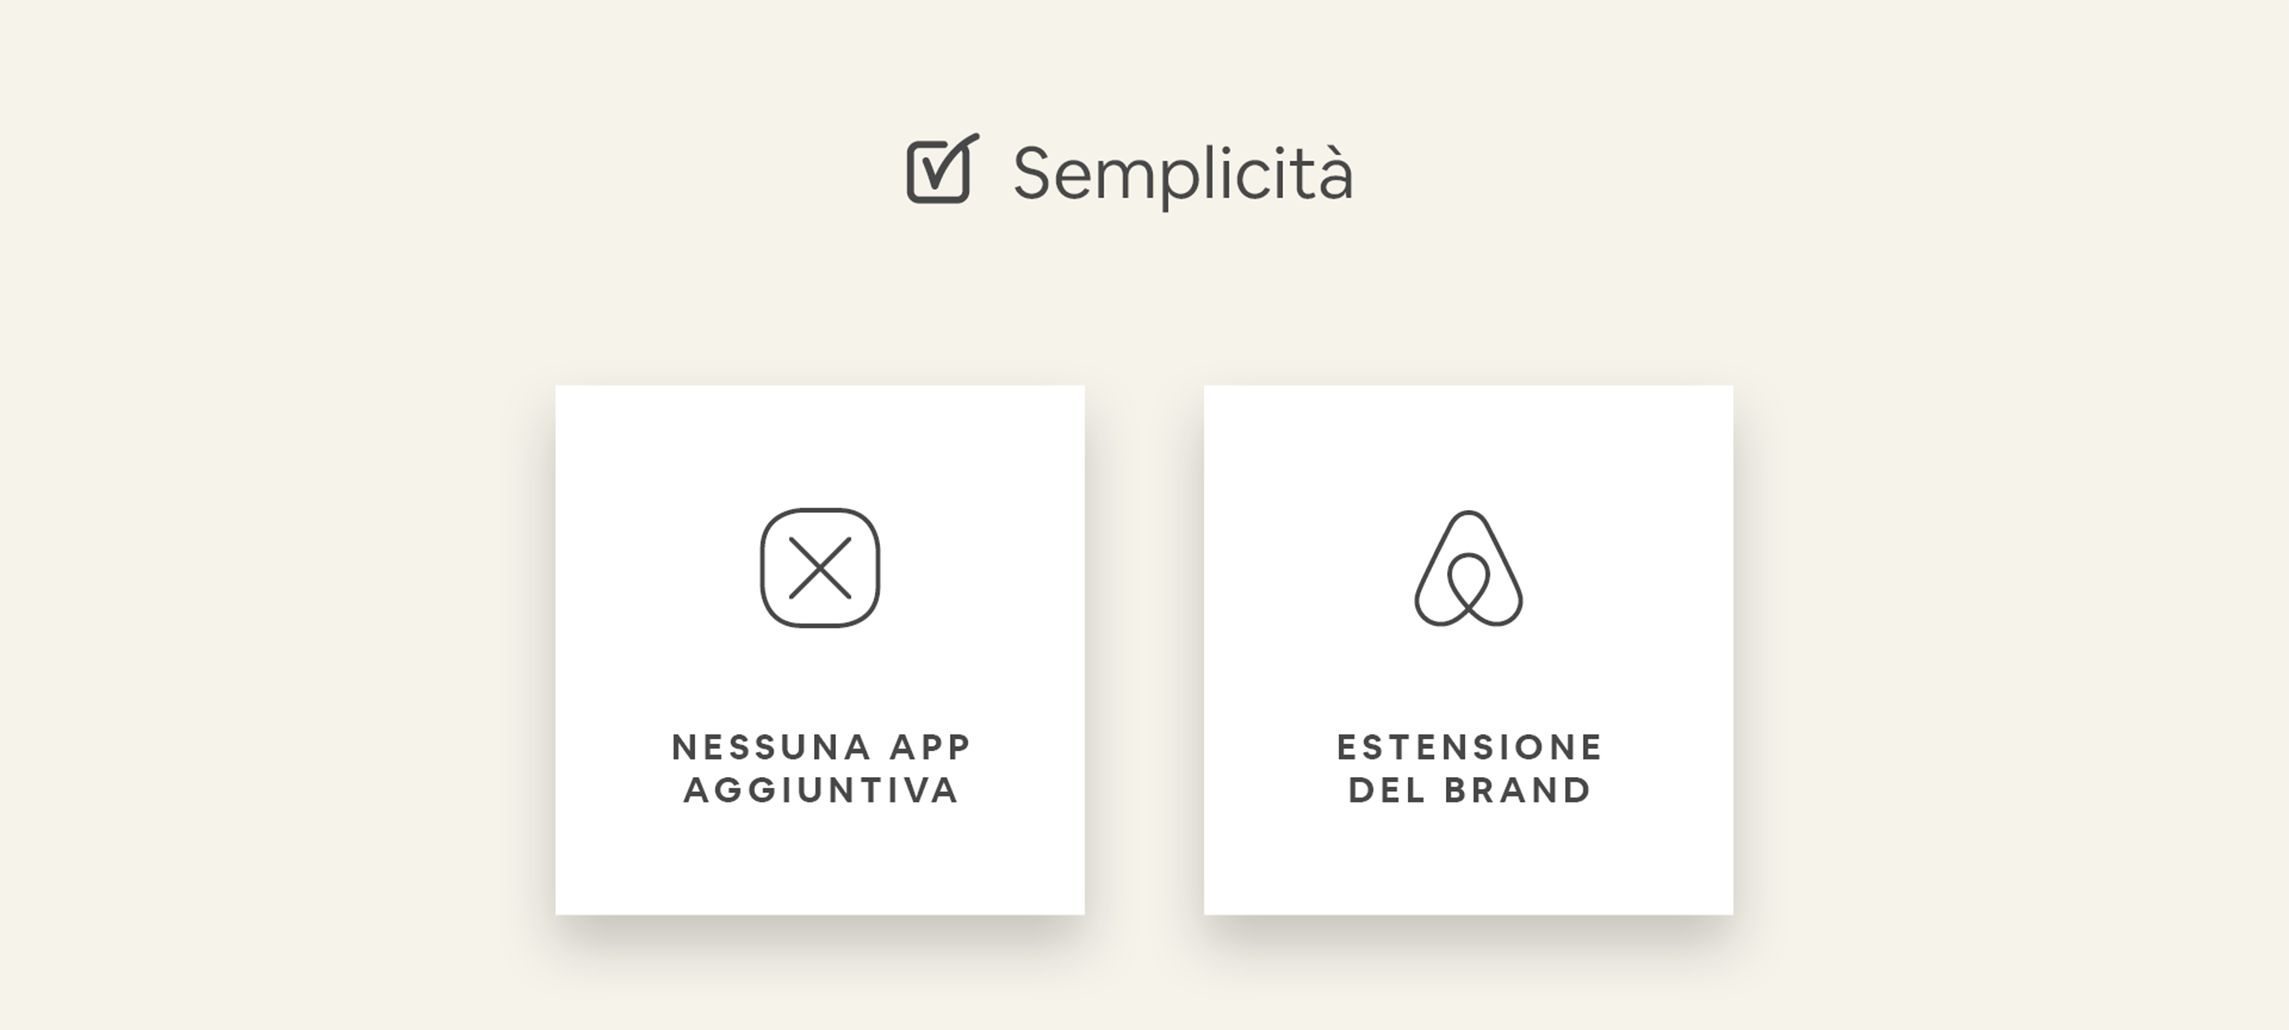 Semplicità
NESSUNA APP
AGGIUNTIVA
ESTENSIONE
DEL BRAND